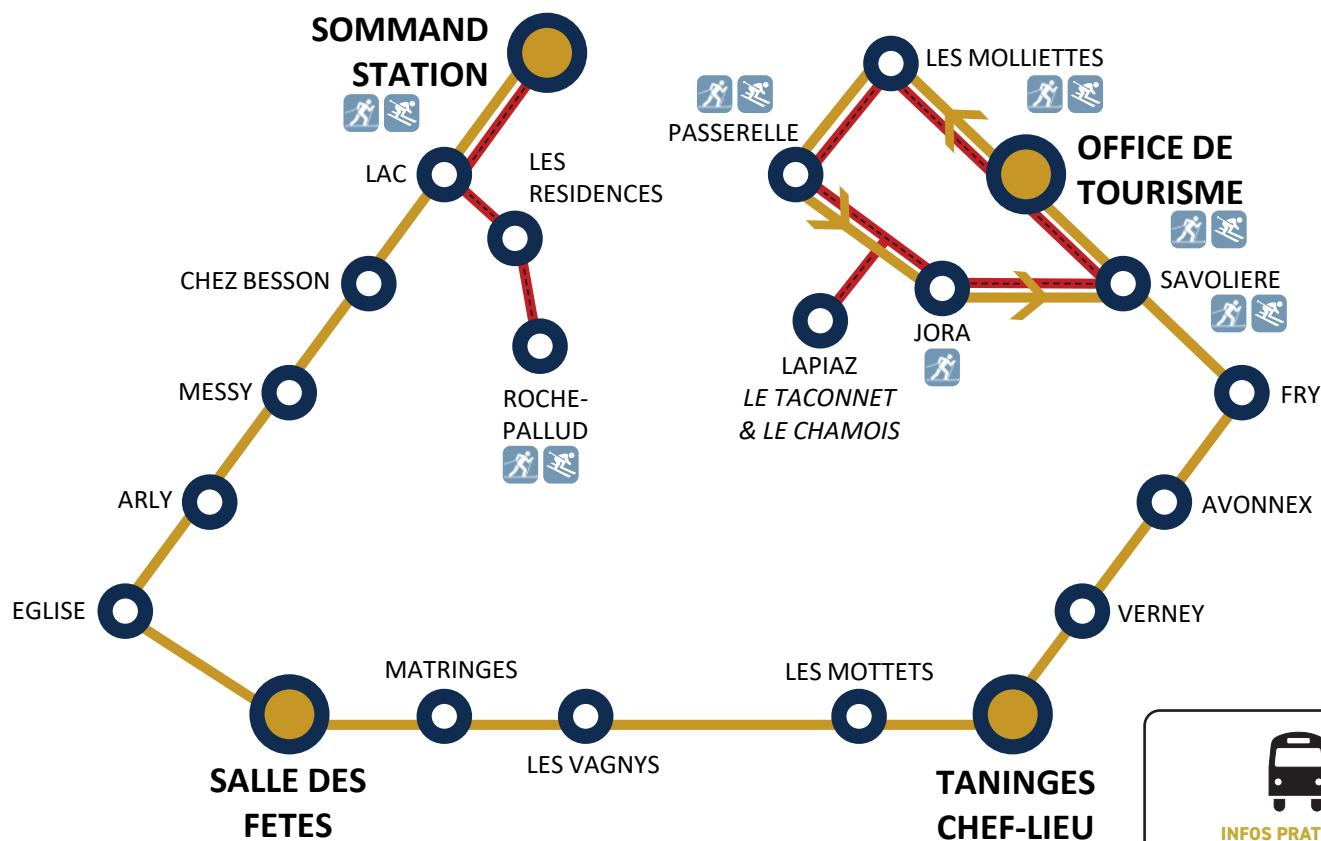 SOMMAND
STATION
LAC
LES
RESIDENCES
CHEZ BESSON
MESSY
ARLY
EGLISE
ROCHE-
PALLUD
SALLE DES
FETES
MATRINGES
LES VAGNYS
LES MOTTETS
TANINGES
CHEF-LIEU
VERNEY
AVONNEX
FRY
SAVOLIERE
OFFICE DE
TOURISME
LES MOLLIETTES
PASSERELLE
JORA
LAPIAZ
LE TACONNET
& LE CHAMOIS
INFOS